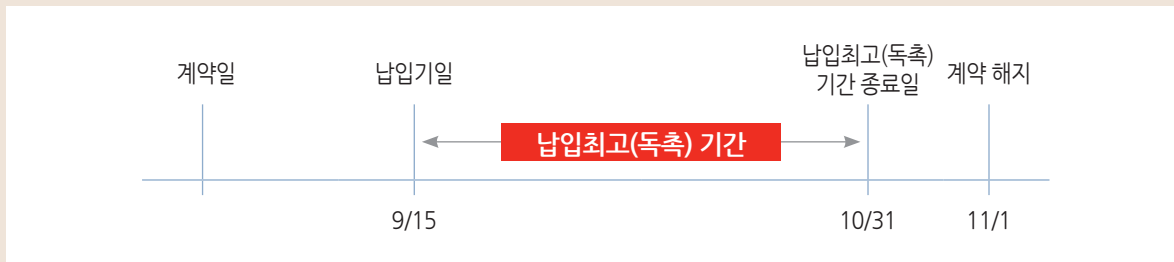 계약일
납입기일
납입최고(독촉)
기간 종료일
계약 해지
납입최고(독촉) 기간
9/15
10/31
11/1